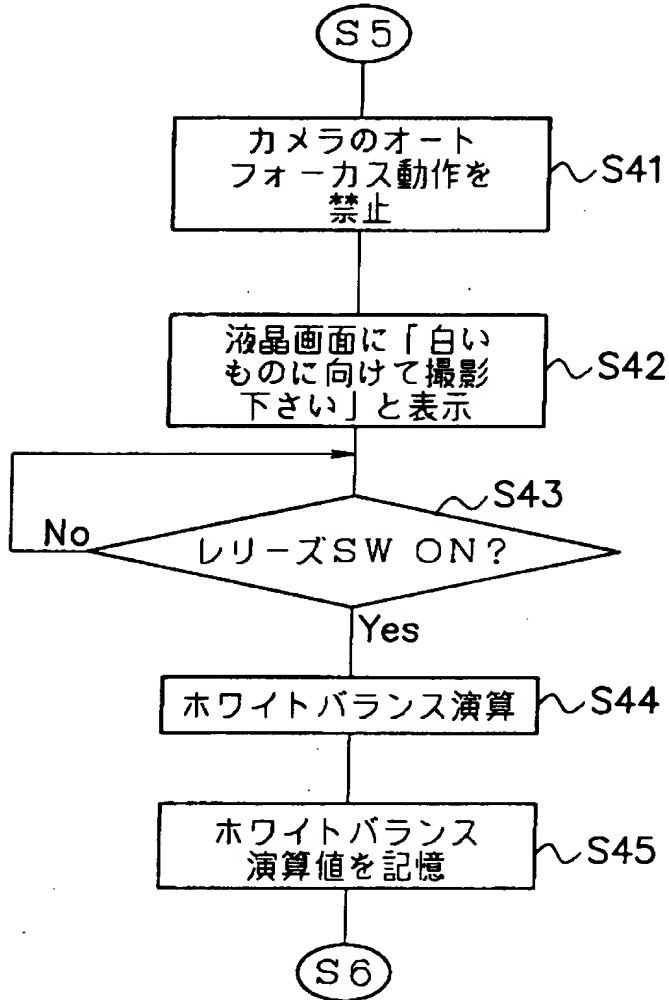 S5
カメラのオート
フォーカス動作を
禁止
S41
液晶画面に「白い
ものに向けて撮影
下さい」と表示
S42
S43
No
レリーズSW ON?
Yes
ホワイトバランス演算
S44
ホワイトバランス
演算値を記憶
S45
S6